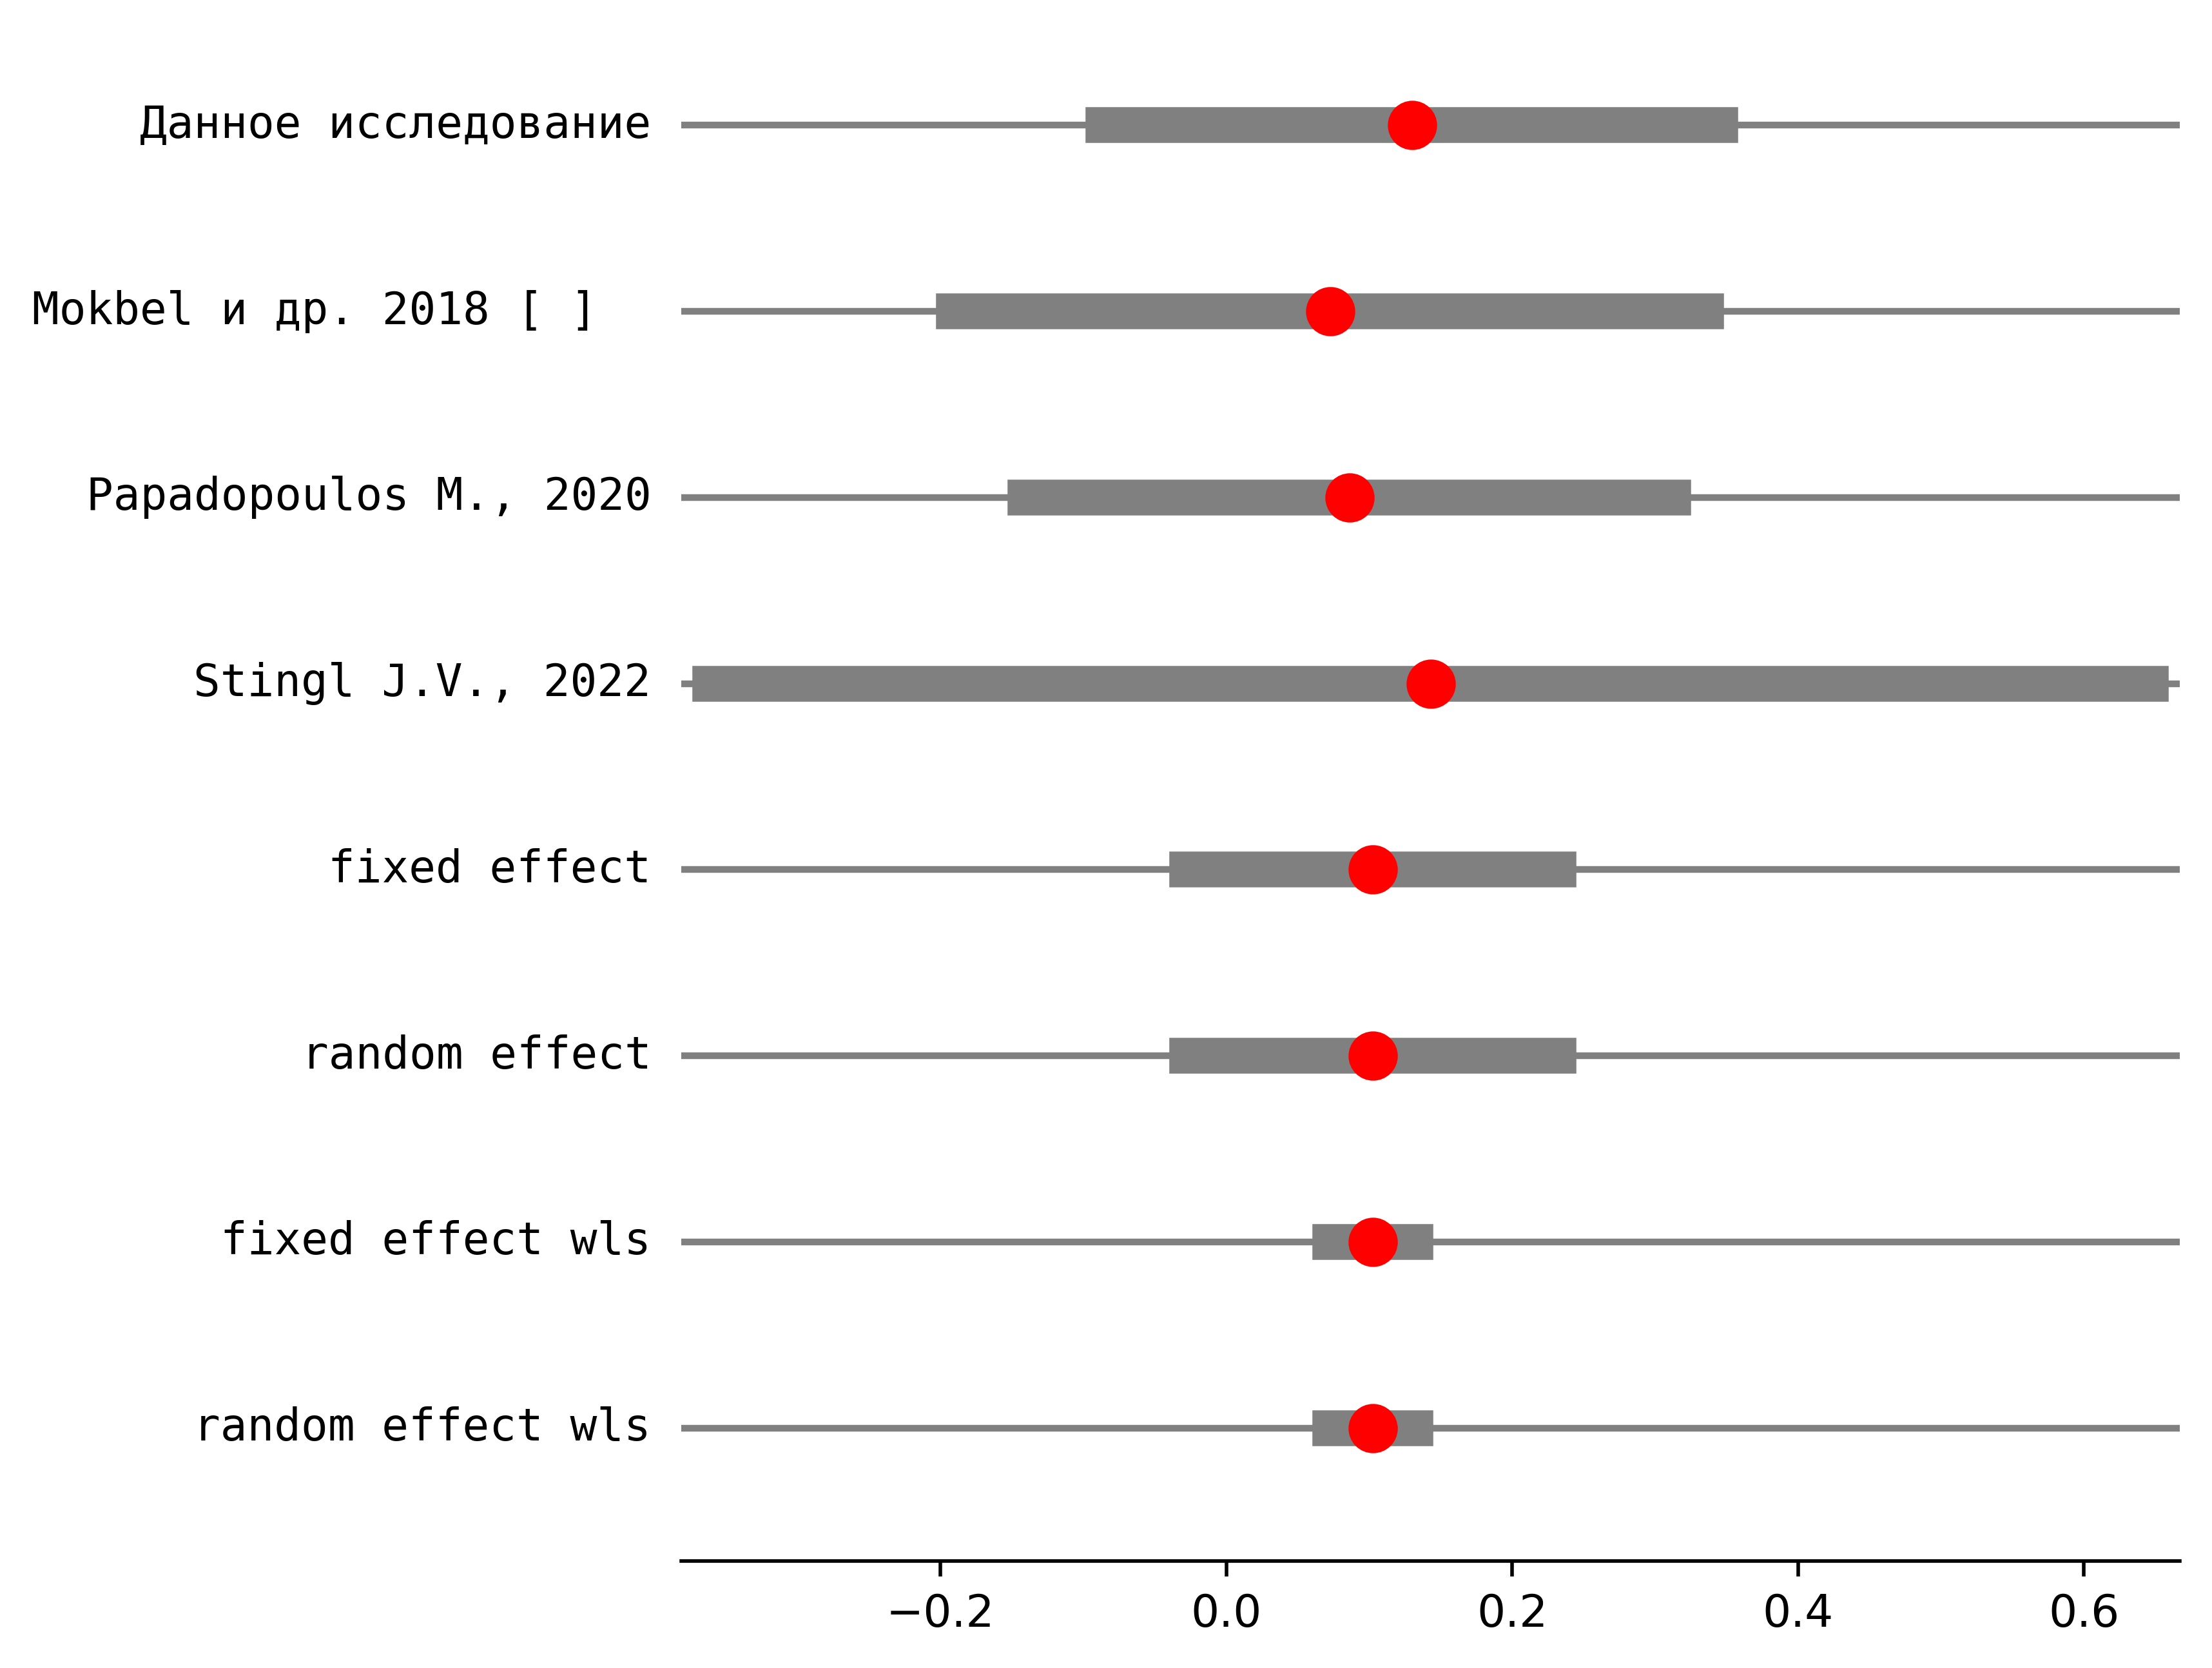 Данное исследование
Mokbel и др. 2018 [ ]
Papadopoulos M., 2020
Stingl J.V., 2022
fixed effect
random effect
fixed effect wls
random effect wls
−0.2 0.0 0.2 0.4 0.6